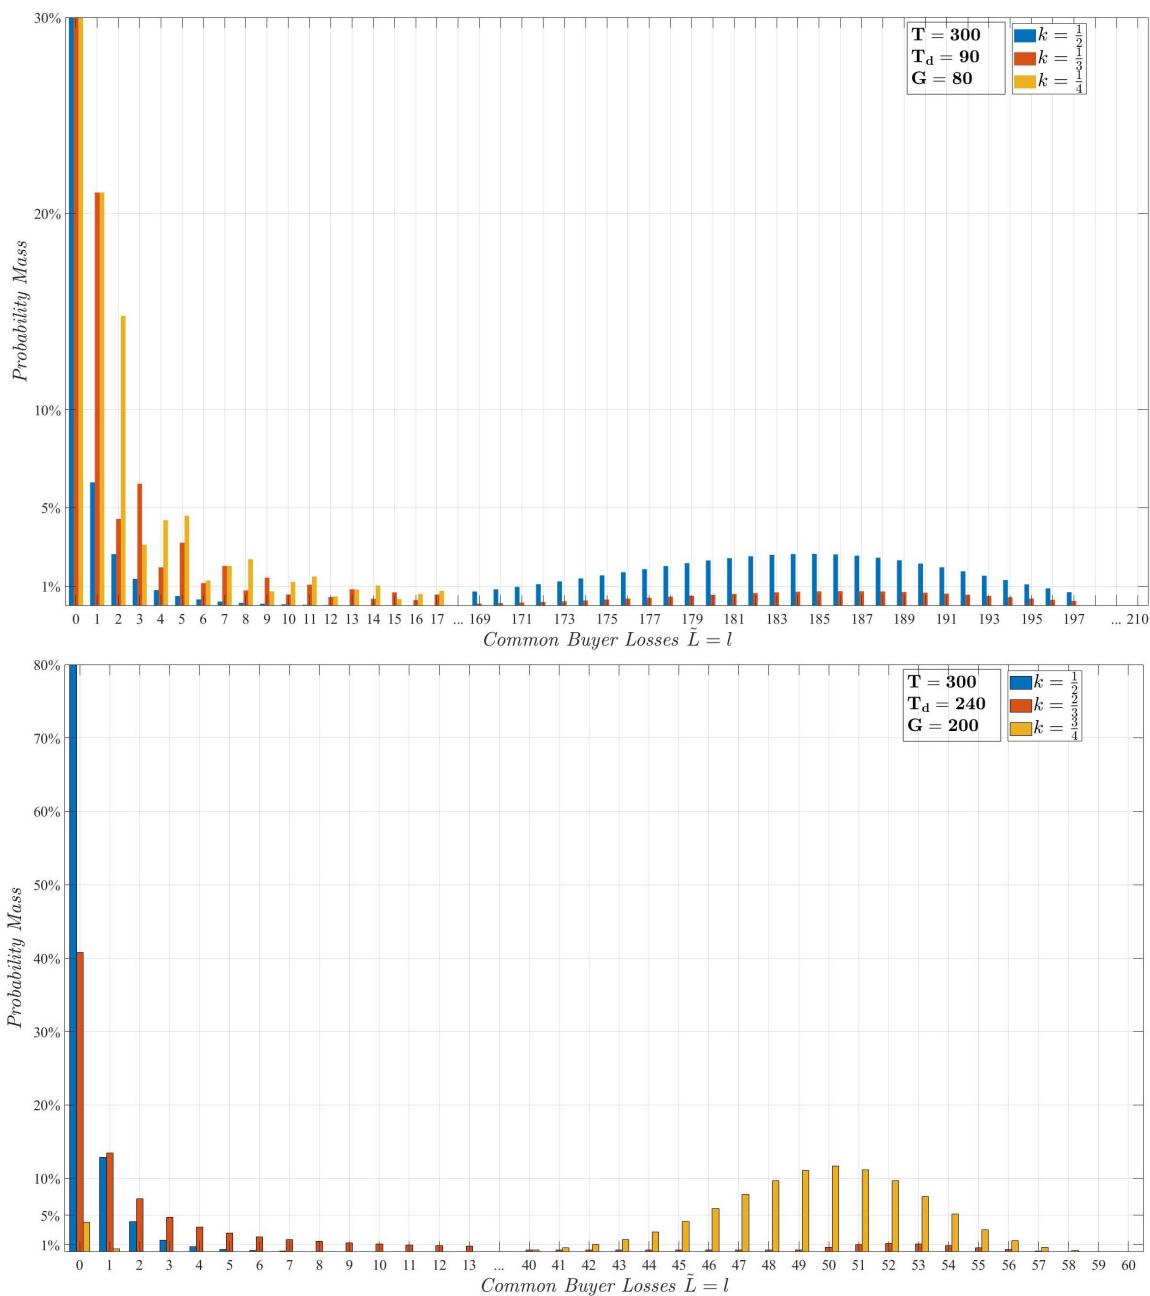 30%
20%
10%
5%
1%
Probability Mass
T = 300
T_d = 90
G = 80
k = 1/2
k = 1/3
k = 1/4
0 1 2 3 4 5 6 7 8 9 10 11 12 13 14 15 16 17 ... 169 171 173 175 177 179 181 183 185 187 189 191 193 195 197 ... 210
Common Buyer Losses L̃ = l
80%
70%
60%
50%
40%
30%
20%
10%
5%
1%
Probability Mass
T = 300
T_d = 240
G = 200
k = 1/2
k = 2/3
k = 3/4
0 1 2 3 4 5 6 7 8 9 10 11 12 13 ... 40 41 42 43 44 45 46 47 48 49 50 51 52 53 54 55 56 57 58 59 60
Common Buyer Losses L̃ = l